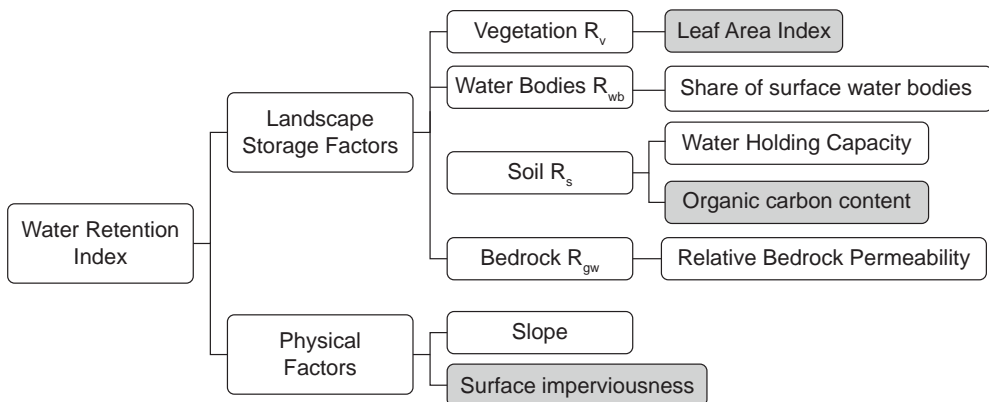 Water Retention
Index
Landscape
Storage Factors
Vegetation Rv
Leaf Area Index
Water Bodies Rwb
Share of surface water bodies
Soil Rs
Water Holding Capacity
Organic carbon content
Bedrock Rgw
Relative Bedrock Permeability
Physical
Factors
Slope
Surface imperviousness